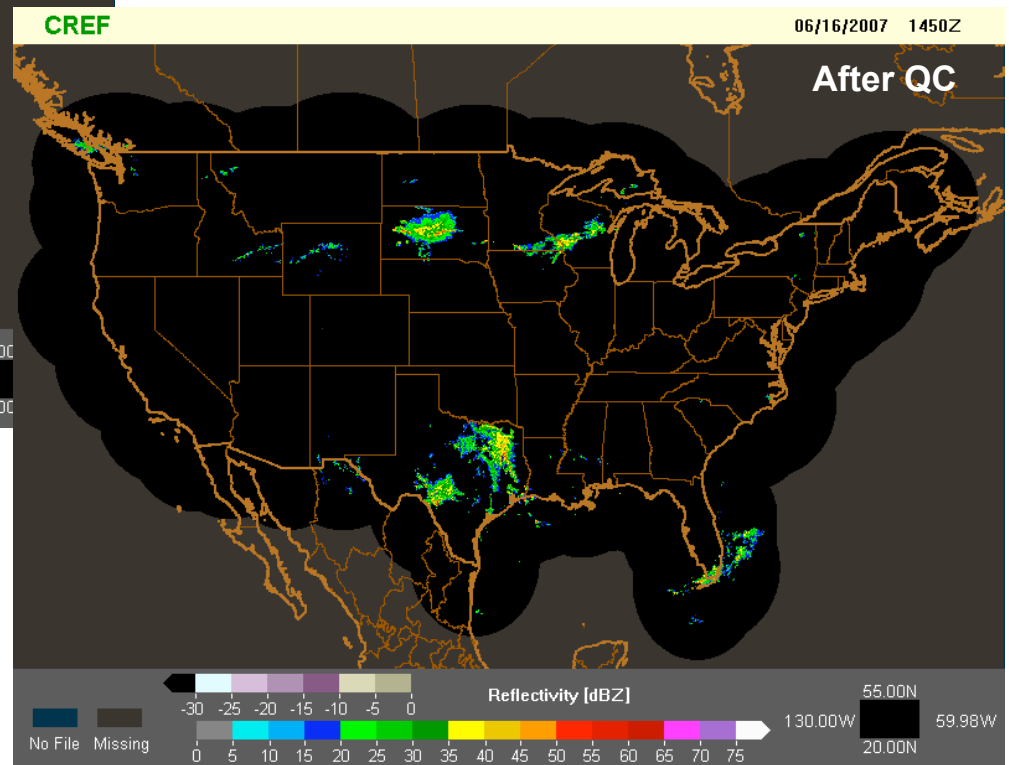 CREF 06/16/2007 1450Z
After QC
Reflectivity [dBZ]
-30 -25 -20 -15 -10 -5 0
0 5 10 15 20 25 30 35 40 45 50 55 60 65 70 75
No File Missing
55.00N
130.00W 59.98W
20.00N